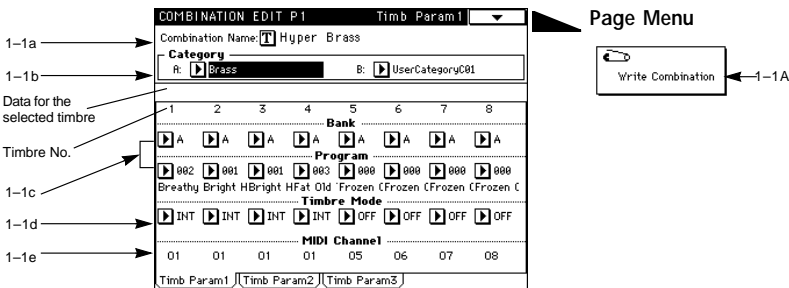 COMBINATION EDIT P1 Timb Param1
Page Menu
1–1a
Combination Name: T Hyper Brass
Category
1–1b
A: Brass B: UserCategoryC01
Write Combination
1–1A
Data for the
selected timbre
Timbre No.
1 2 3 4 5 6 7 8
Bank
A A A A A A A A
Program
1–1c
002 001 001 003 000 000 000 000
Breathy Bright HBright HFat Old 'Frozen (Frozen (Frozen (Frozen C
Timbre Mode
1–1d
INT INT INT INT OFF OFF OFF OFF
MIDI Channel
1–1e
01 01 01 01 05 06 07 08
Timb Param1 Timb Param2 Timb Param3